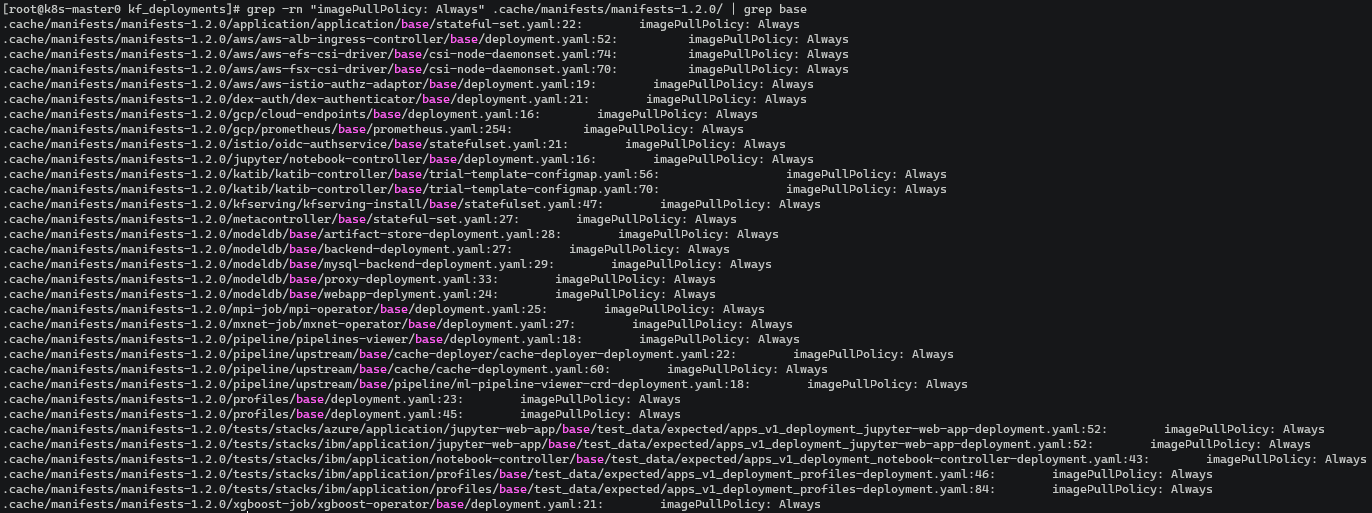 [root@k8s-master0 kf_deployments]# grep -rn "imagePullPolicy: Always" .cache/manifests/manifests-1.2.0/ | grep base
.cache/manifests/manifests-1.2.0/application/application/base/stateful-set.yaml:22:        imagePullPolicy: Always
.cache/manifests/manifests-1.2.0/aws/aws-alb-ingress-controller/base/deployment.yaml:52:          imagePullPolicy: Always
.cache/manifests/manifests-1.2.0/aws/aws-efs-csi-driver/base/csi-node-daemonset.yaml:74:          imagePullPolicy: Always
.cache/manifests/manifests-1.2.0/aws/aws-fsx-csi-driver/base/csi-node-daemonset.yaml:70:          imagePullPolicy: Always
.cache/manifests/manifests-1.2.0/aws/aws-istio-authz-adaptor/base/deployment.yaml:19:        imagePullPolicy: Always
.cache/manifests/manifests-1.2.0/dex-auth/dex-authenticator/base/deployment.yaml:21:        imagePullPolicy: Always
.cache/manifests/manifests-1.2.0/gcp/cloud-endpoints/base/deployment.yaml:16:        imagePullPolicy: Always
.cache/manifests/manifests-1.2.0/gcp/prometheus/base/prometheus.yaml:254:          imagePullPolicy: Always
.cache/manifests/manifests-1.2.0/istio/oidc-authservice/base/statefulset.yaml:21:        imagePullPolicy: Always
.cache/manifests/manifests-1.2.0/jupyter/notebook-controller/base/deployment.yaml:16:        imagePullPolicy: Always
.cache/manifests/manifests-1.2.0/katib/katib-controller/base/trial-template-configmap.yaml:56:                  imagePullPolicy: Always
.cache/manifests/manifests-1.2.0/katib/katib-controller/base/trial-template-configmap.yaml:70:                  imagePullPolicy: Always
.cache/manifests/manifests-1.2.0/kfserving/kfserving-install/base/statefulset.yaml:47:        imagePullPolicy: Always
.cache/manifests/manifests-1.2.0/metacontroller/base/stateful-set.yaml:27:        imagePullPolicy: Always
.cache/manifests/manifests-1.2.0/modeldb/base/artifact-store-deployment.yaml:28:        imagePullPolicy: Always
.cache/manifests/manifests-1.2.0/modeldb/base/backend-deployment.yaml:27:        imagePullPolicy: Always
.cache/manifests/manifests-1.2.0/modeldb/base/mysql-backend-deployment.yaml:29:        imagePullPolicy: Always
.cache/manifests/manifests-1.2.0/modeldb/base/proxy-deployment.yaml:33:        imagePullPolicy: Always
.cache/manifests/manifests-1.2.0/modeldb/base/webapp-deplyment.yaml:24:        imagePullPolicy: Always
.cache/manifests/manifests-1.2.0/mpi-job/mpi-operator/base/deployment.yaml:25:        imagePullPolicy: Always
.cache/manifests/manifests-1.2.0/mxnet-job/mxnet-operator/base/deployment.yaml:27:        imagePullPolicy: Always
.cache/manifests/manifests-1.2.0/pipeline/pipelines-viewer/base/deployment.yaml:18:        imagePullPolicy: Always
.cache/manifests/manifests-1.2.0/pipeline/upstream/base/cache-deployer/cache-deployer-deployment.yaml:22:        imagePullPolicy: Always
.cache/manifests/manifests-1.2.0/pipeline/upstream/base/cache/cache-deployment.yaml:60:        imagePullPolicy: Always
.cache/manifests/manifests-1.2.0/pipeline/upstream/base/pipeline/ml-pipeline-viewer-crd-deployment.yaml:18:        imagePullPolicy: Always
.cache/manifests/manifests-1.2.0/profiles/base/deployment.yaml:23:        imagePullPolicy: Always
.cache/manifests/manifests-1.2.0/profiles/base/deployment.yaml:45:        imagePullPolicy: Always
.cache/manifests/manifests-1.2.0/tests/stacks/azure/application/jupyter-web-app/base/test_data/expected/apps_v1_deployment_jupyter-web-app-deployment.yaml:52:        imagePullPolicy: Always
.cache/manifests/manifests-1.2.0/tests/stacks/ibm/application/jupyter-web-app/base/test_data/expected/apps_v1_deployment_jupyter-web-app-deployment.yaml:52:        imagePullPolicy: Always
.cache/manifests/manifests-1.2.0/tests/stacks/ibm/application/notebook-controller/base/test_data/expected/apps_v1_deployment_notebook-controller-deployment.yaml:43:        imagePullPolicy: Always
.cache/manifests/manifests-1.2.0/tests/stacks/ibm/application/profiles/base/test_data/expected/apps_v1_deployment_profiles-deployment.yaml:46:        imagePullPolicy: Always
.cache/manifests/manifests-1.2.0/tests/stacks/ibm/application/profiles/base/test_data/expected/apps_v1_deployment_profiles-deployment.yaml:84:        imagePullPolicy: Always
.cache/manifests/manifests-1.2.0/xgboost-job/xgboost-operator/base/deployment.yaml:21:        imagePullPolicy: Always